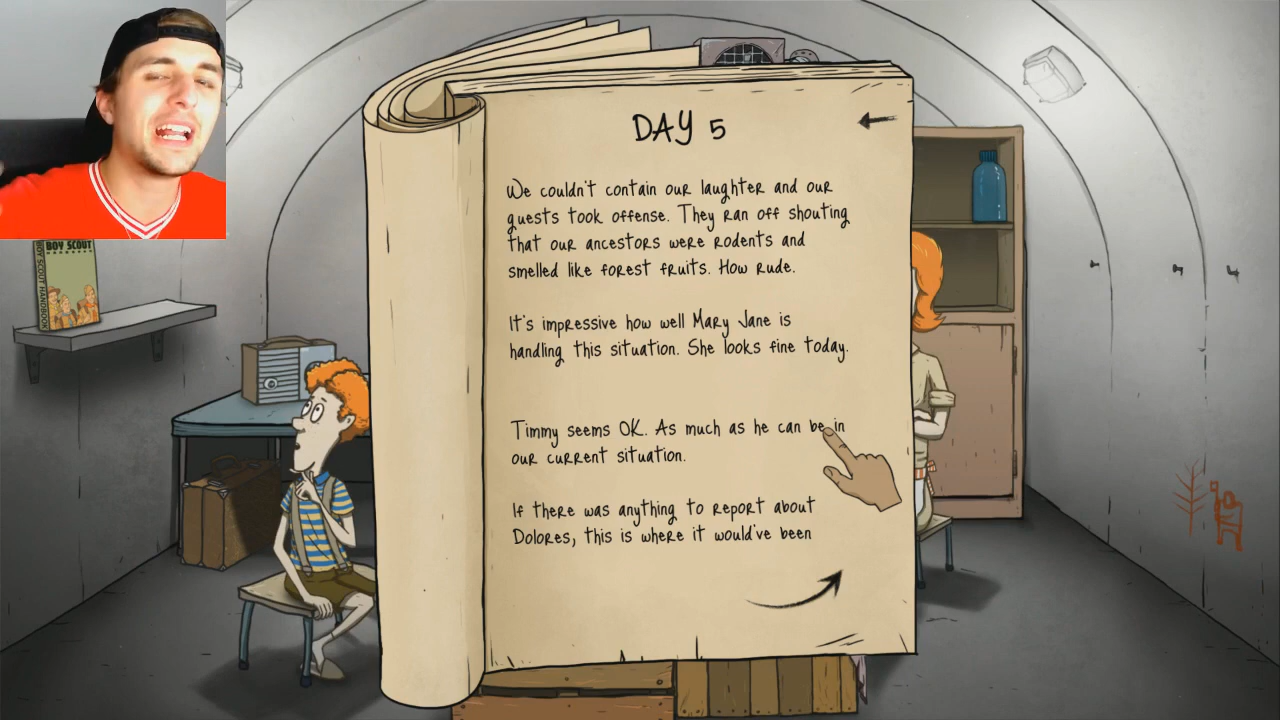 DAY 5
We couldn't contain our laughter and our
guests took offense. They ran off shouting
that our ancestors were rodents and
smelled like forest fruits. How rude.
It's impressive how well Mary Jane is
handling this situation. She looks fine today.
Timmy seems OK. As much as he can be in
our current situation.
If there was anything to report about
Dolores, this is where it would've been
BOY SCOUT
BOY SCOUT HANDBOOK